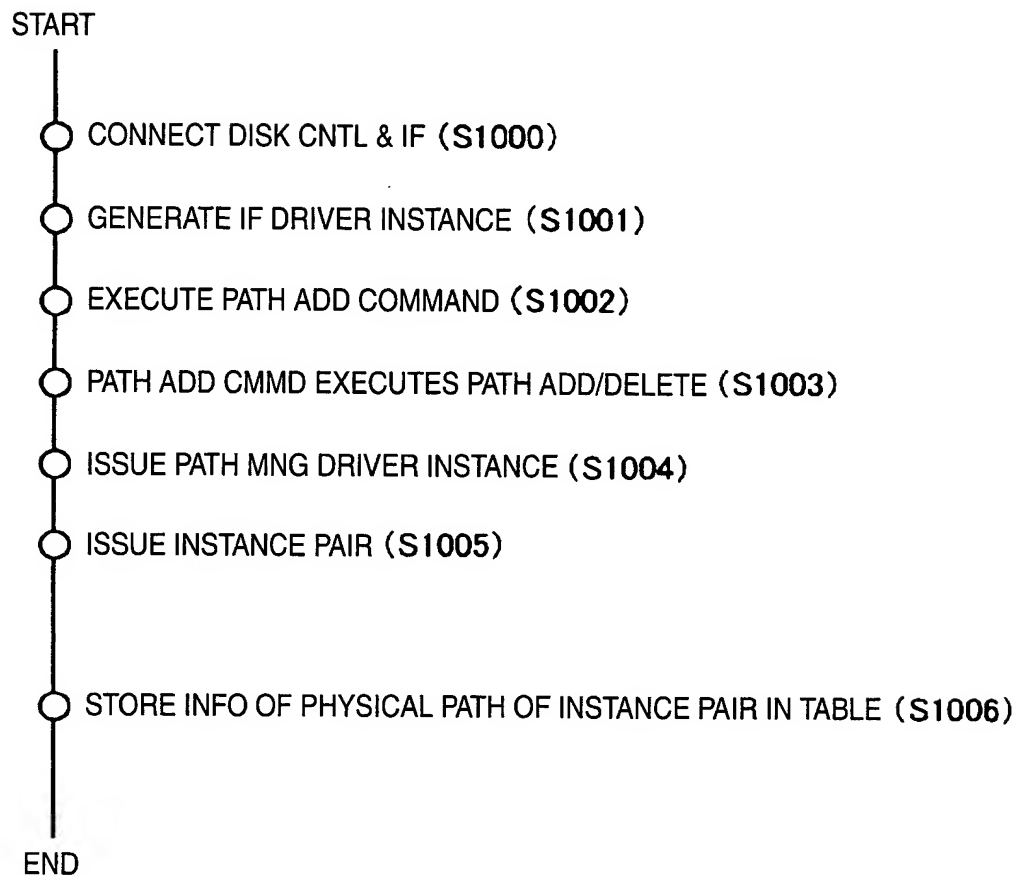 START
CONNECT DISK CNTL & IF (S1000)
GENERATE IF DRIVER INSTANCE (S1001)
EXECUTE PATH ADD COMMAND (S1002)
PATH ADD CMMD EXECUTES PATH ADD/DELETE (S1003)
ISSUE PATH MNG DRIVER INSTANCE (S1004)
ISSUE INSTANCE PAIR (S1005)
STORE INFO OF PHYSICAL PATH OF INSTANCE PAIR IN TABLE (S1006)
END